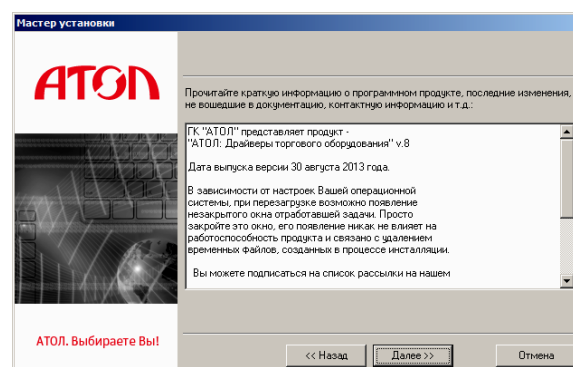 Мастер установки
АТОЛ
Прочитайте краткую информацию о программном продукте, последние изменения,
не вошедшие в документацию, контактную информацию и т.д.:
ГК "АТОЛ" представляет продукт -
"АТОЛ: Драйверы торгового оборудования" v.8
Дата выпуска версии 30 августа 2013 года.
В зависимости от настроек Вашей операционной
системы, при перезагрузке возможно появление
незакрытого окна отработавшей задачи. Просто
закройте это окно, его появление никак не влияет на
работоспособность продукта и связано с удалением
временных файлов, созданных в процессе инсталляции.
Вы можете подписаться на список рассылки на нашем
АТОЛ. Выбираете Вы!
<< Назад
Далее >>
Отмена